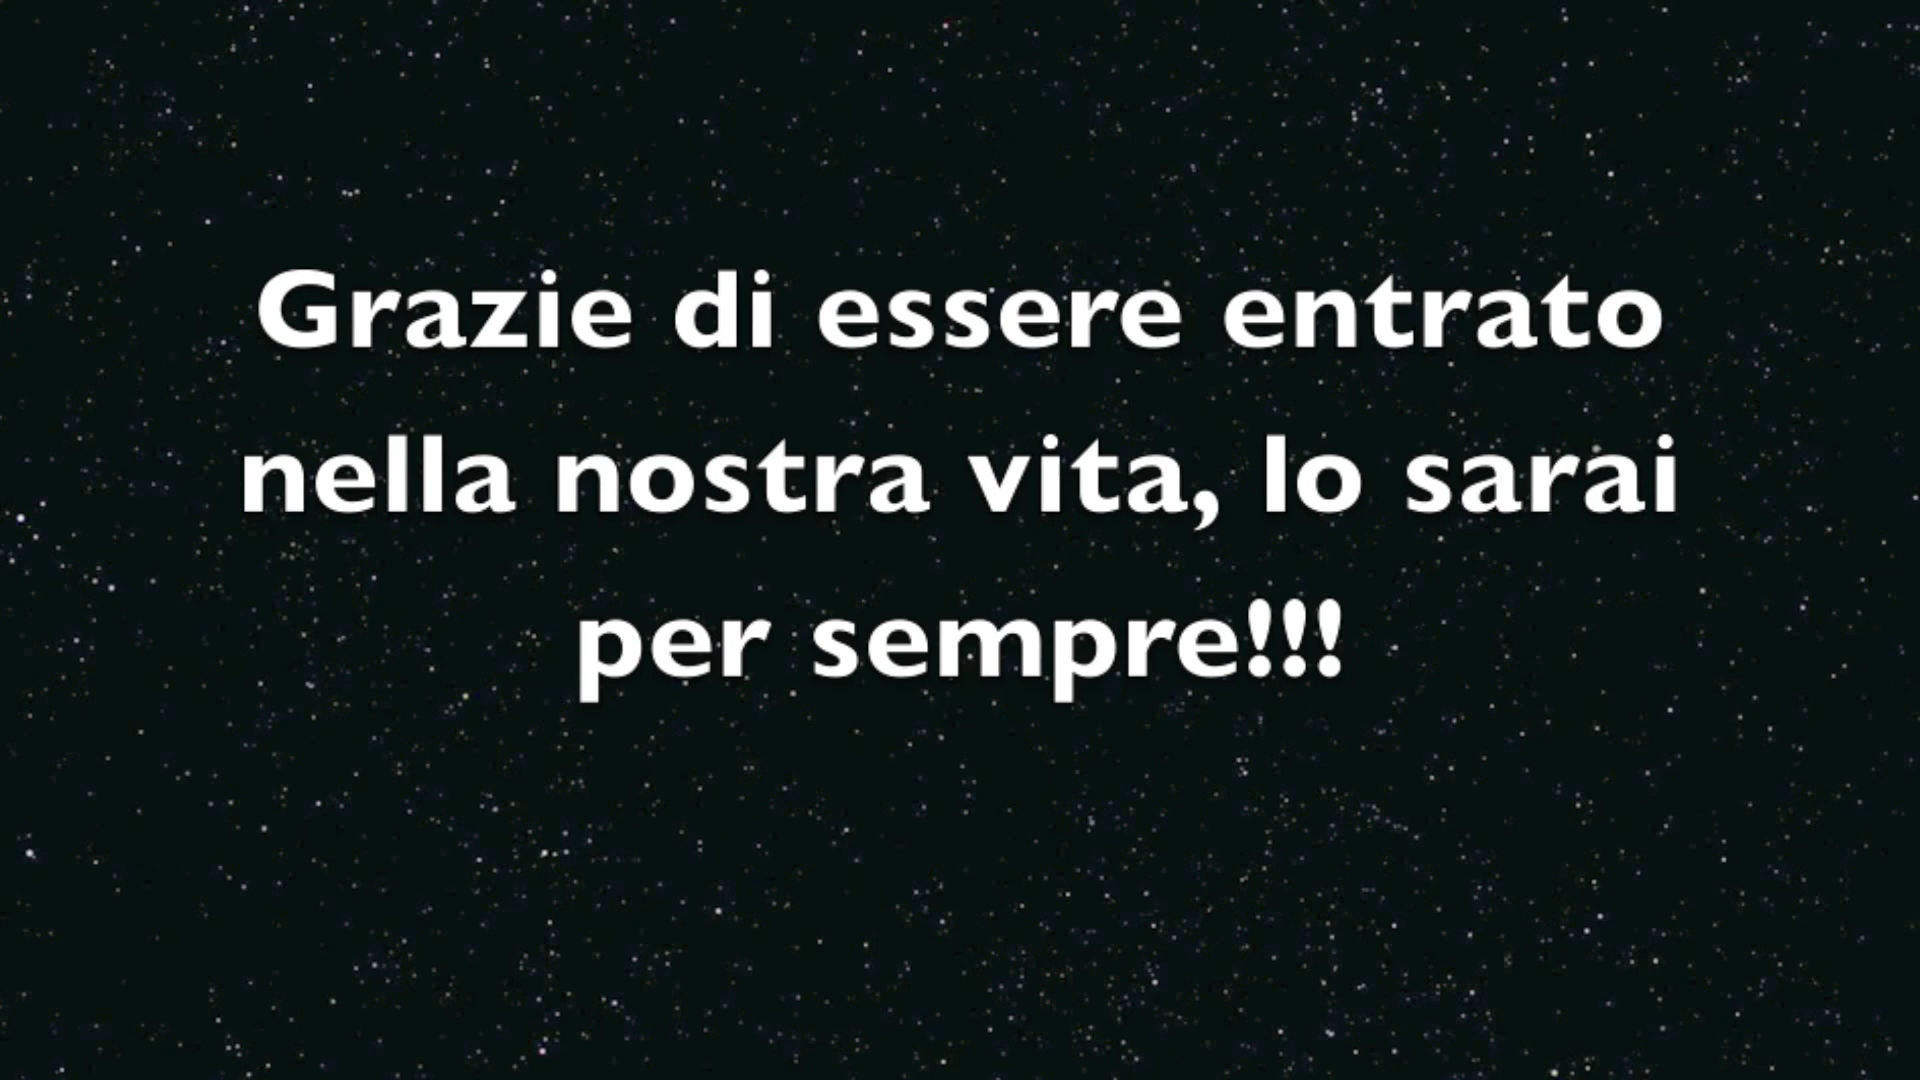 Grazie di essere entrato
nella nostra vita, lo sarai
per sempre!!!